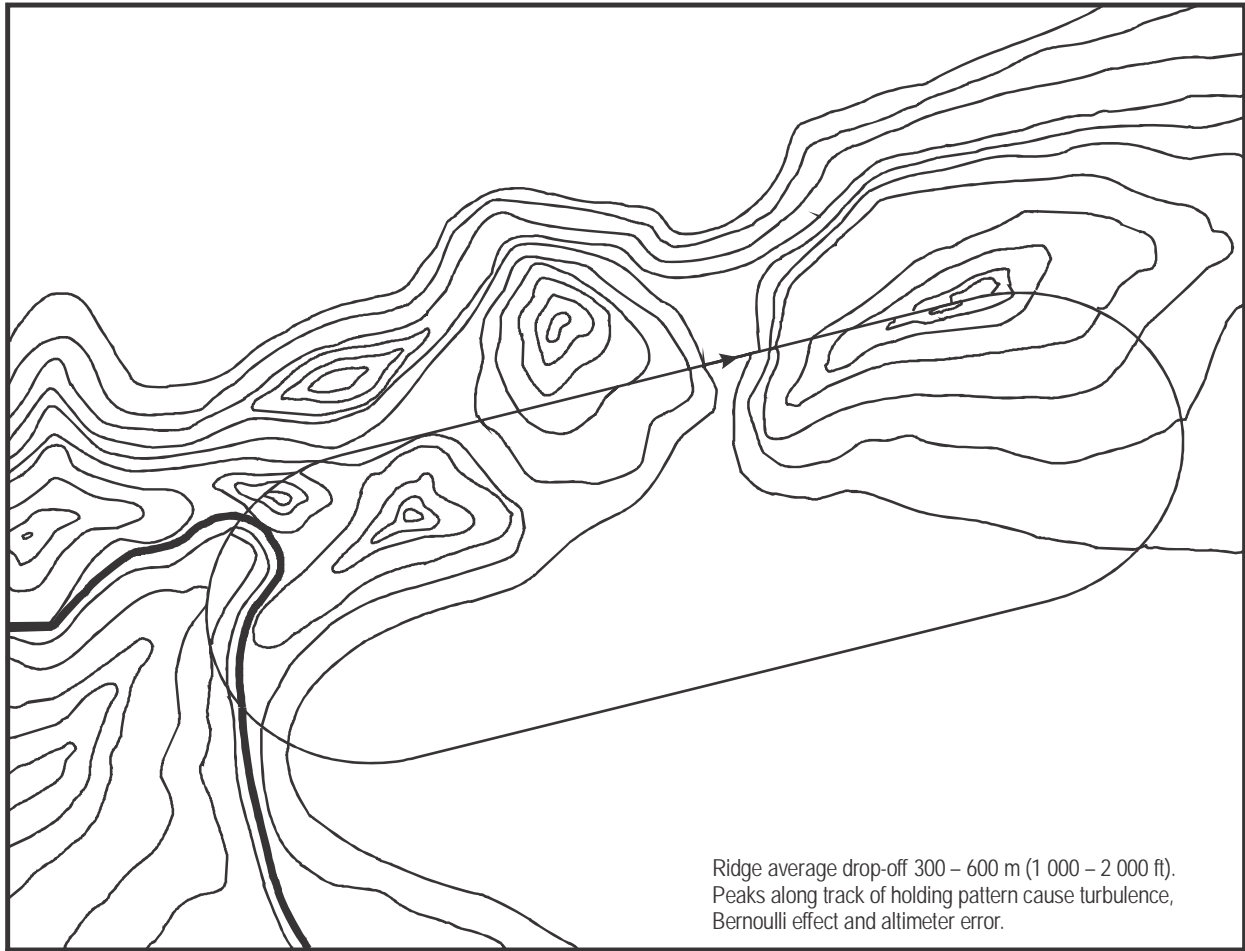 Ridge average drop-off 300 – 600 m (1 000 – 2 000 ft).
Peaks along track of holding pattern cause turbulence,
Bernoulli effect and altimeter error.